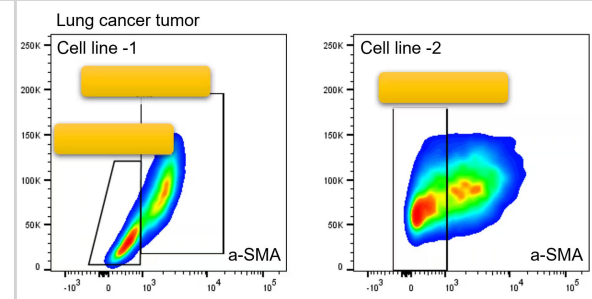 Lung cancer tumor
Cell line -1
250K
200K
150K
100K
50K
0
-10³ 0 10³ 10⁴ 10⁵
a-SMA
Cell line -2
250K
200K
150K
100K
50K
0
-10³ 0 10³ 10⁴ 10⁵
a-SMA